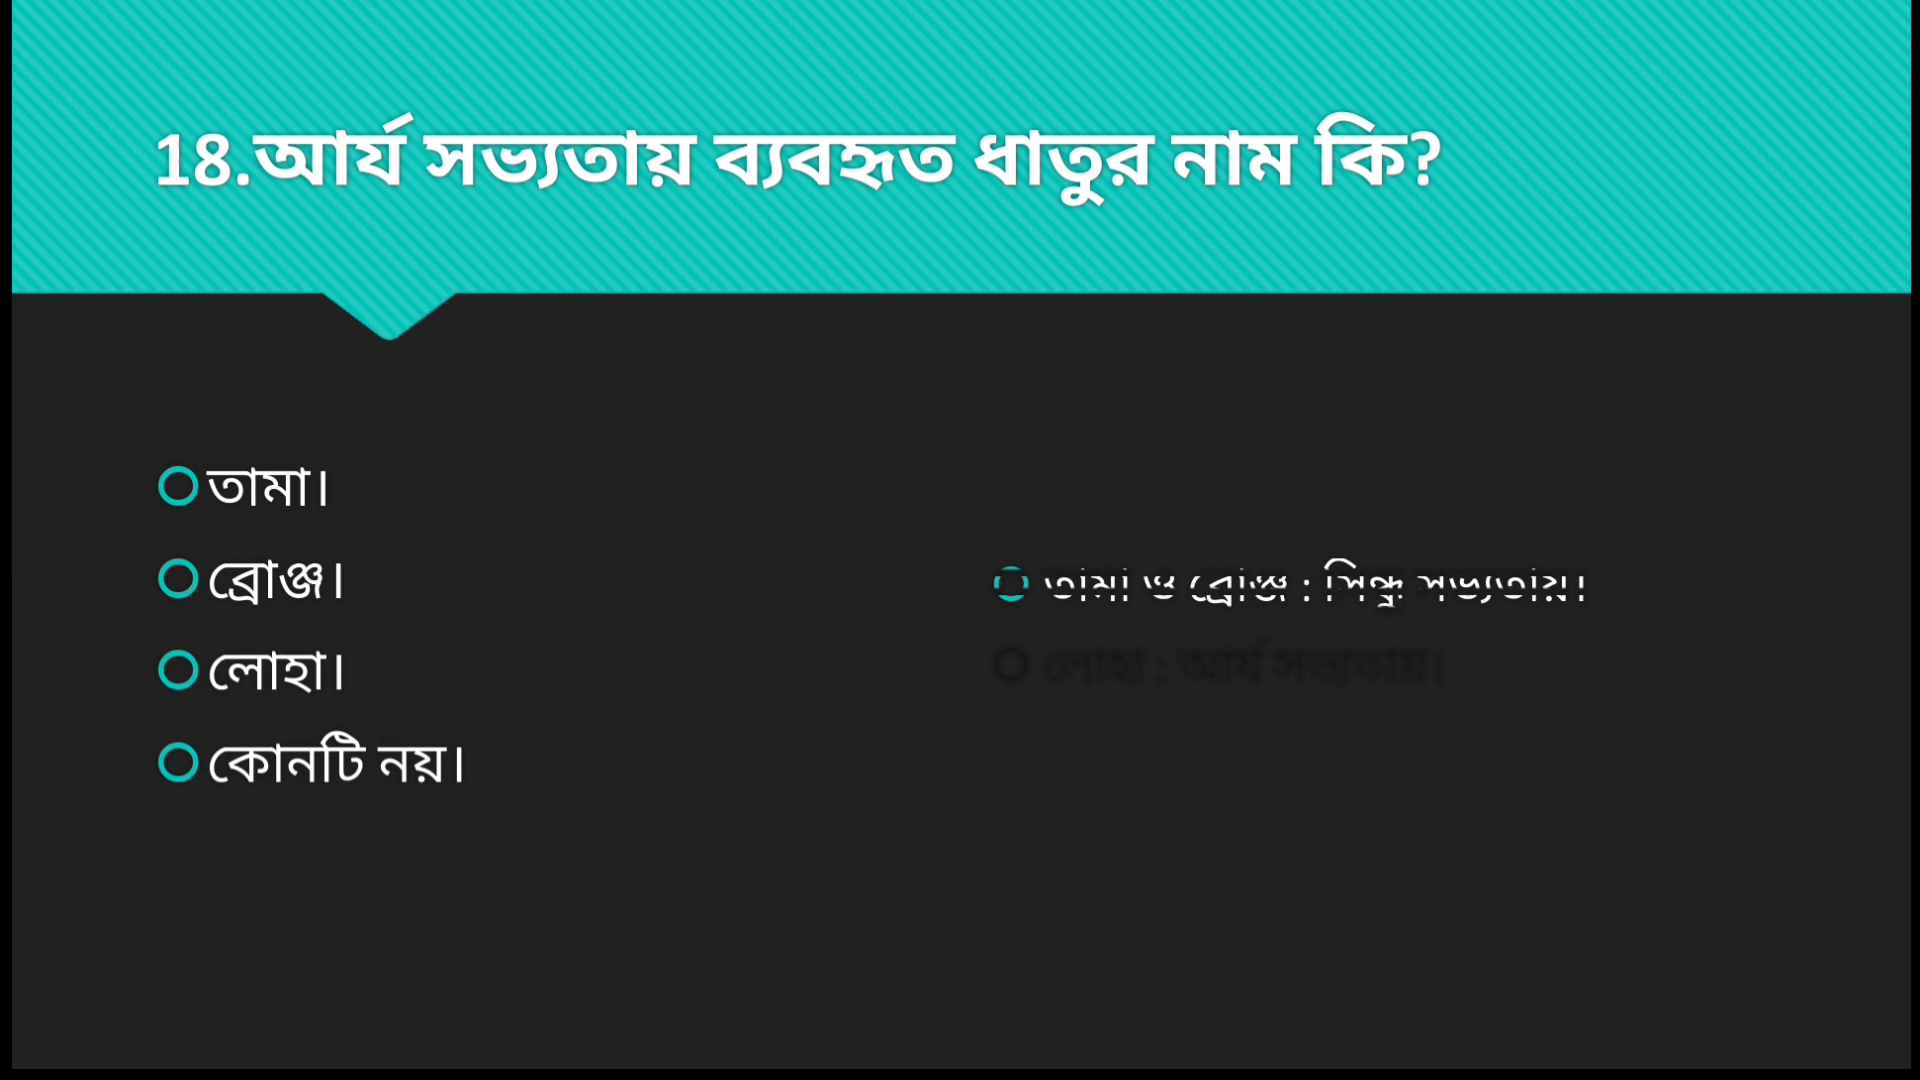 18.আর্য সভ্যতায় ব্যবহৃত ধাতুর নাম কি?
তামা।
ব্রোঞ্জ।
লোহা।
কোনটি নয়।
তামা ও ব্রোঞ্জ : সিন্ধু সভ্যতায়।
লোহা : আর্য সভ্যতায়।